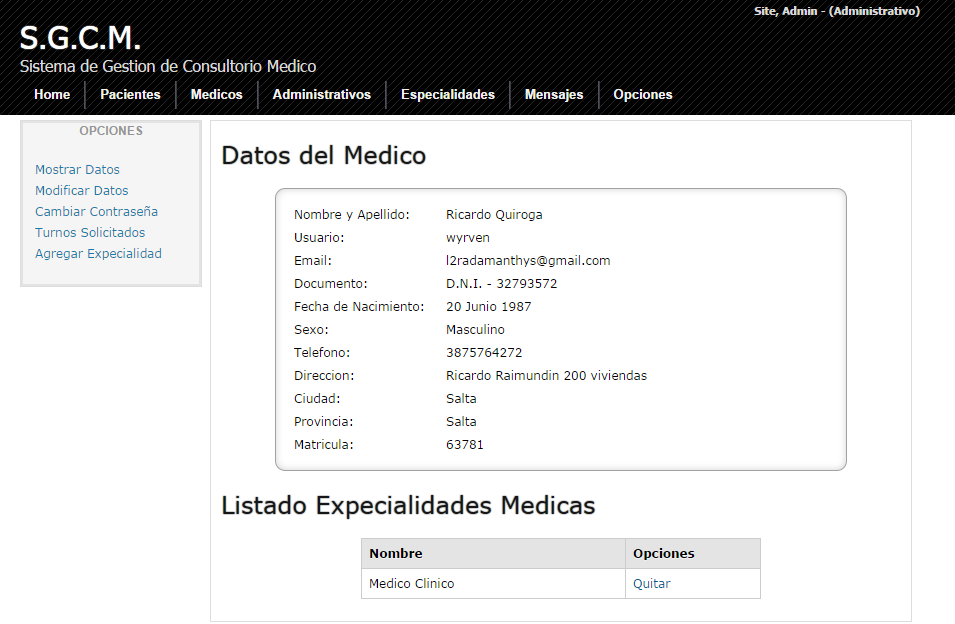 Site, Admin - (Administrativo)
S.G.C.M.
Sistema de Gestion de Consultorio Medico
Home Pacientes Medicos Administrativos Especialidades Mensajes Opciones
OPCIONES
Mostrar Datos
Modificar Datos
Cambiar Contraseña
Turnos Solicitados
Agregar Expecialidad
Datos del Medico
Nombre y Apellido: Ricardo Quiroga
Usuario: wyrven
Email: l2radamanthys@gmail.com
Documento: D.N.I. - 32793572
Fecha de Nacimiento: 20 Junio 1987
Sexo: Masculino
Telefono: 3875764272
Direccion: Ricardo Raimundin 200 viviendas
Ciudad: Salta
Provincia: Salta
Matricula: 63781
Listado Expecialidades Medicas
Nombre Opciones
Medico Clinico Quitar